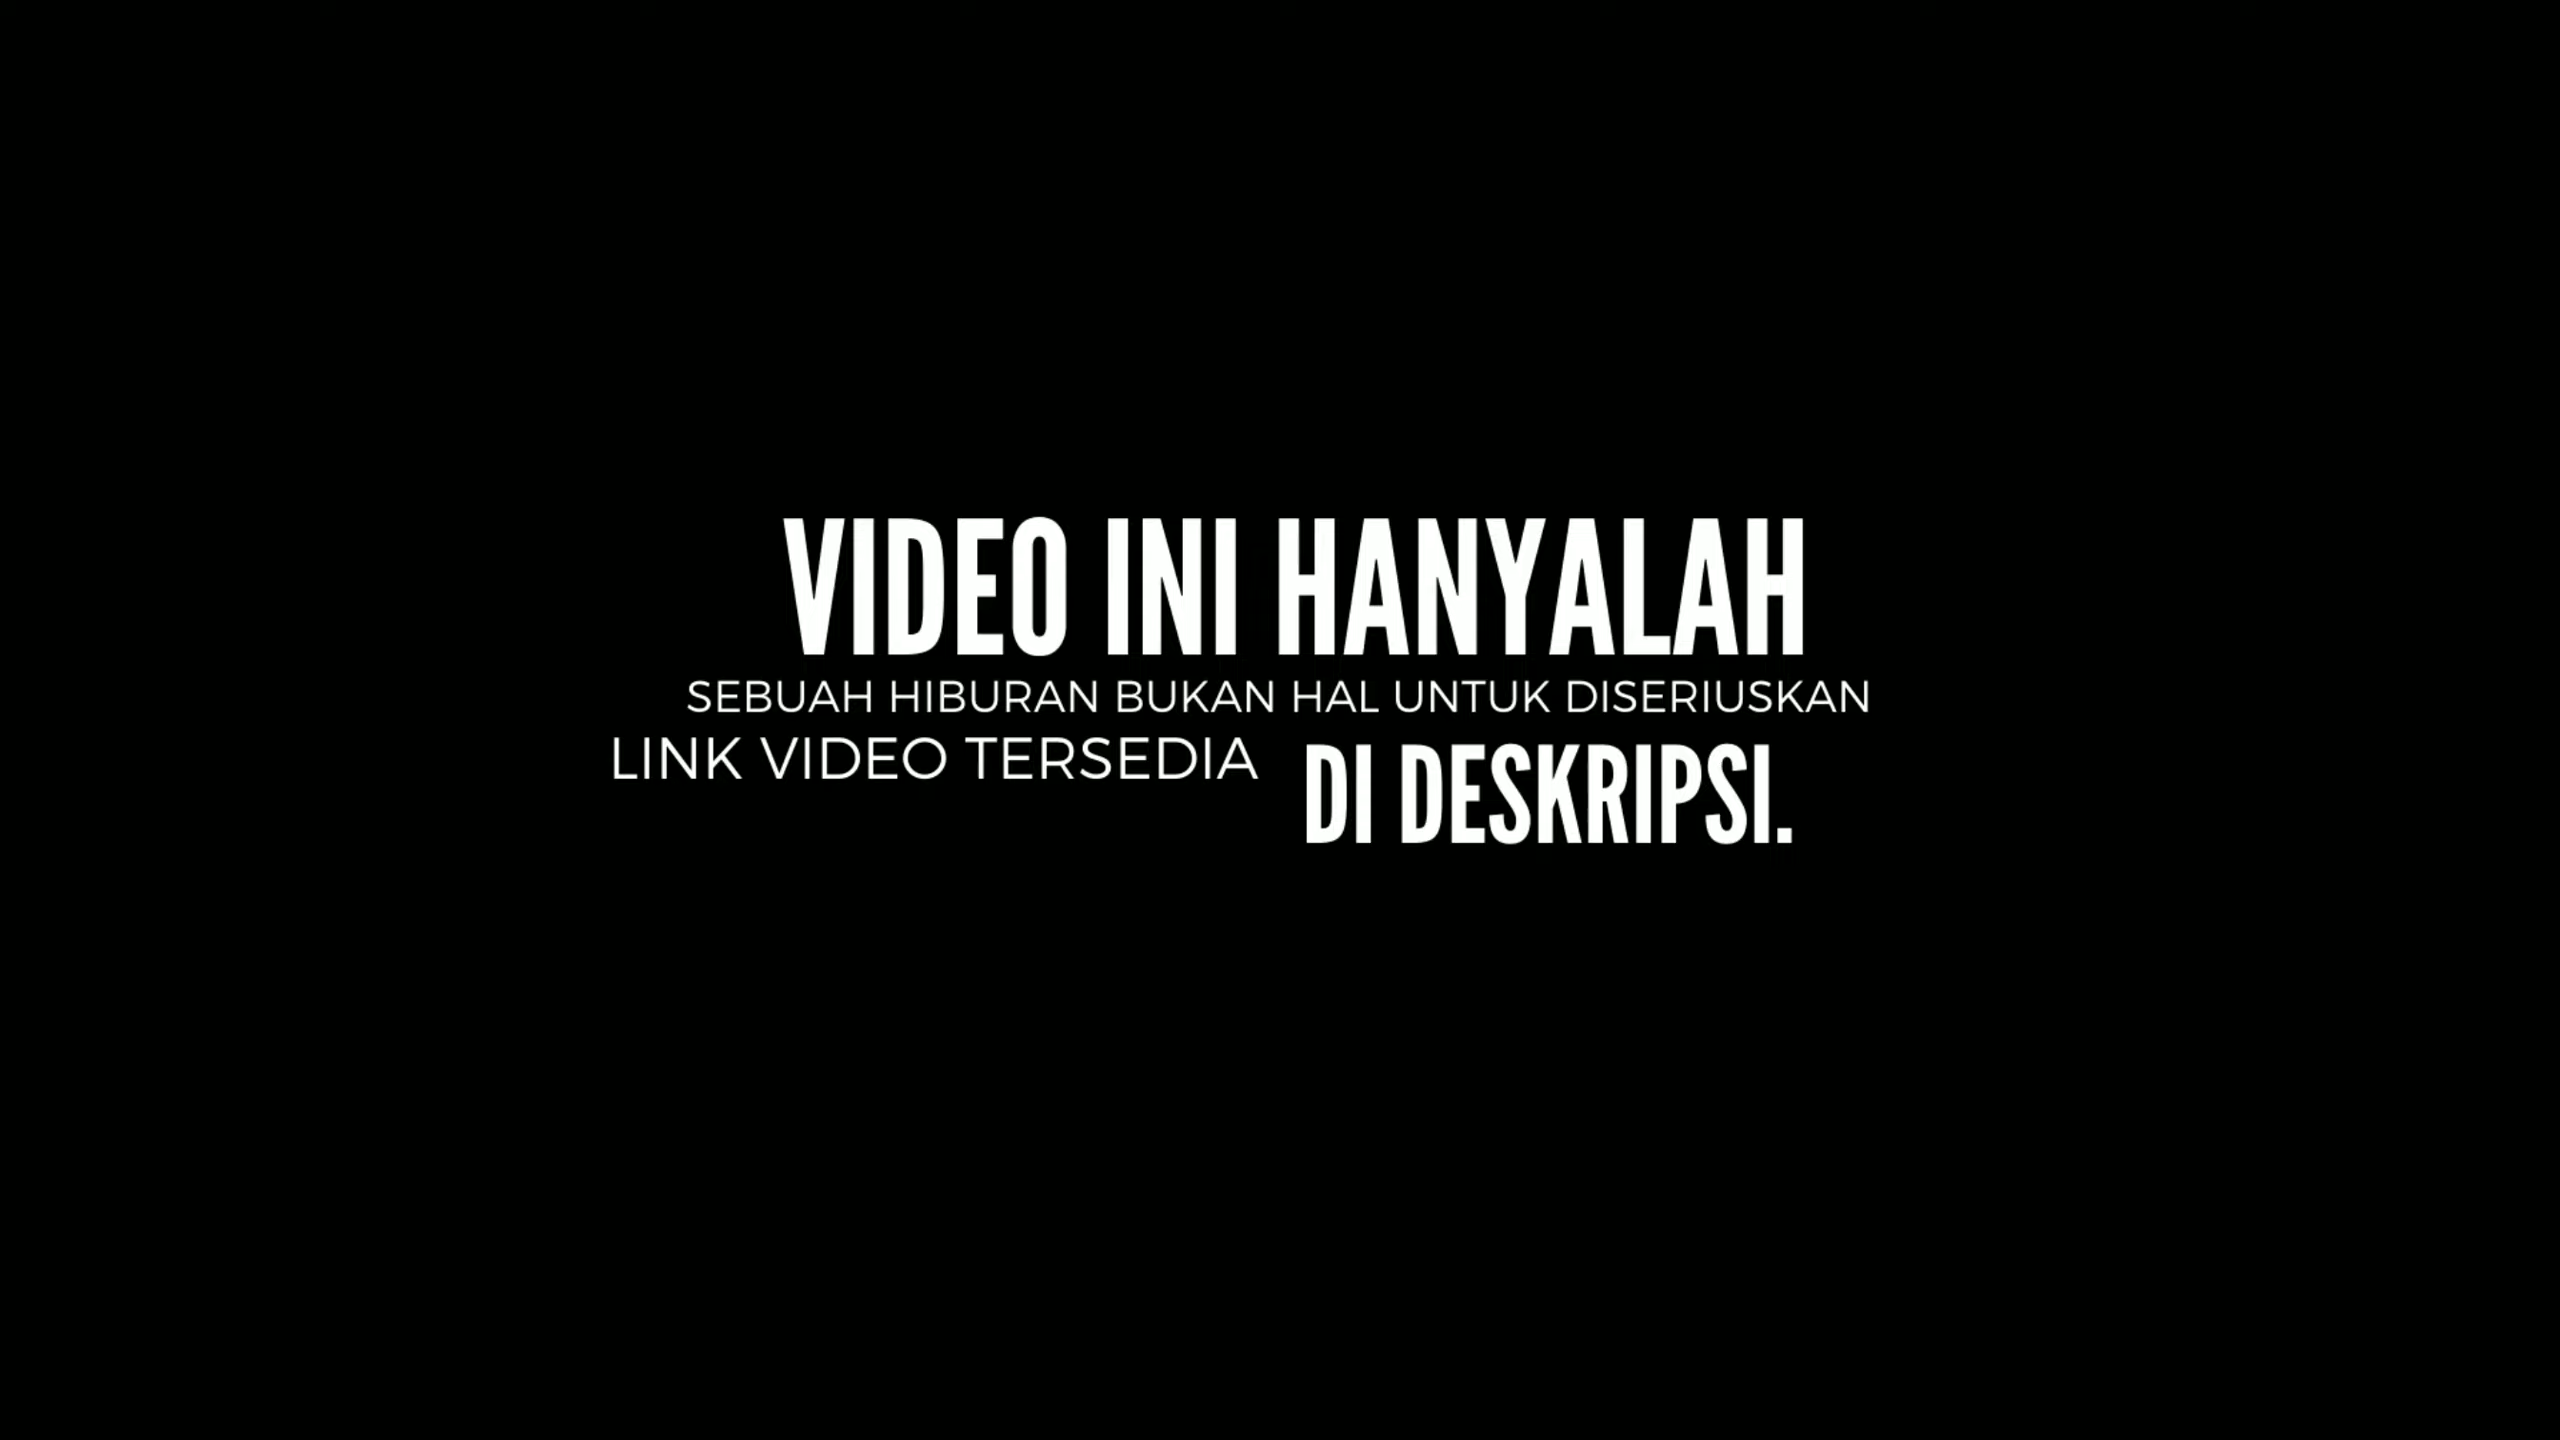 VIDEO INI HANYALAH
SEBUAH HIBURAN BUKAN HAL UNTUK DISERIUSKAN
LINK VIDEO TERSEDIA DI DESKRIPSI.